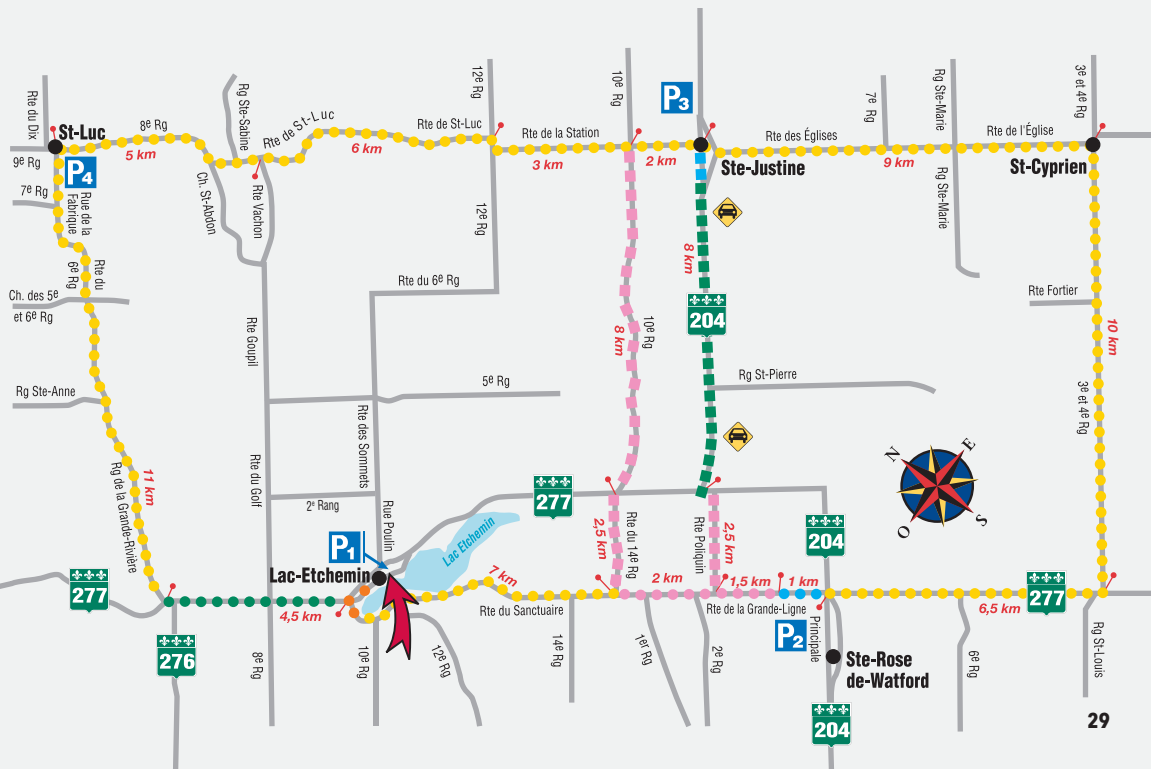 Rte du Dix
St-Luc
9e Rg
P4
7e Rg
Rue de la
Fabrique
8e Rg
5 km
Rg Ste-Sabine
Rte de St-Luc
6 km
Ch. St-Abdon
Rte Vachon
Rte de St-Luc
12e Rg
12e Rg
Rte de la Station
3 km
10e Rg
2 km
P3
Ste-Justine
Rte des Églises
7e Rg
9 km
Rg Ste-Marie
Rg Ste-Marie
Rte de l'Église
3e et 4e Rg
St-Cyprien
Rte du
6e Rg
Ch. des 5e
et 6e Rg
Rte du 6e Rg
8 km
204
Rte Fortier
10 km
Rte Goupil
8 km
10e Rg
Rg Ste-Anne
5e Rg
Rg St-Pierre
3e et 4e Rg
Rte des Sommets
11 km
Rg de la Grande-Rivière
Rte du Golf
2e Rang
Rue Poulin
277
N
E
S
O
P1
Lac-Etchemin
Lac Etchemin
2,5 km
Rte du 14e Rg
Rte Poliquin
2,5 km
204
277
4,5 km
7 km
Rte du Sanctuaire
2 km
1,5 km
1 km
Rte de la Grande-Ligne
6,5 km
277
P2
Principale
276
8e Rg
10e Rg
12e Rg
14e Rg
1er Rg
2e Rg
Ste-Rose
de-Watford
6e Rg
Rg St-Louis
204
29